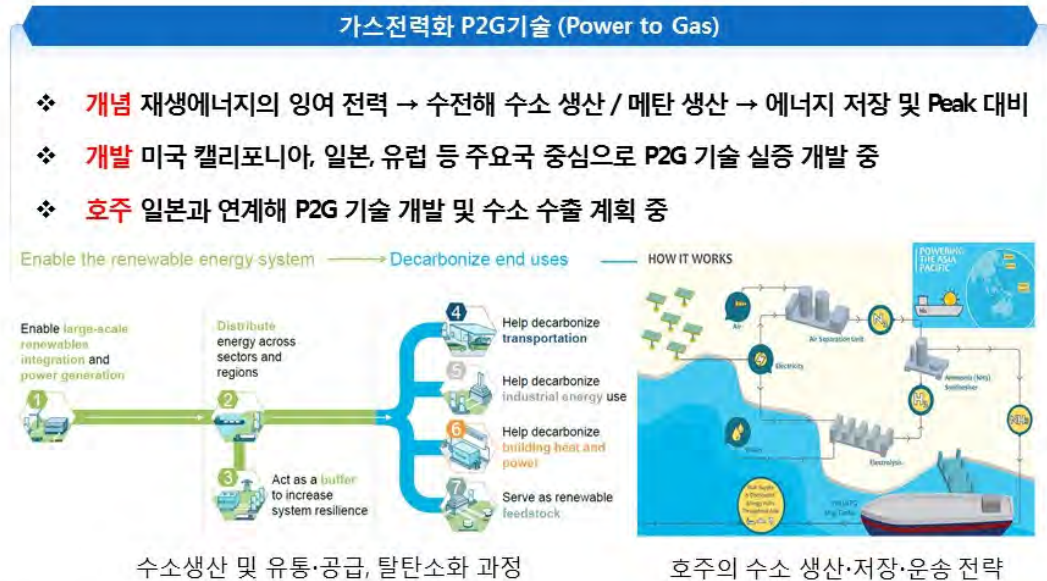 가스전력화 P2G기술 (Power to Gas)
❖ 개념 재생에너지의 잉여 전력 → 수전해 수소 생산 / 메탄 생산 → 에너지 저장 및 Peak 대비
❖ 개발 미국 캘리포니아, 일본, 유럽 등 주요국 중심으로 P2G 기술 실증 개발 중
❖ 호주 일본과 연계해 P2G 기술 개발 및 수소 수출 계획 중
Enable the renewable energy system → Decarbonize end uses
Enable large-scale
renewables
integration and
power generation
1
Distribute
energy across
sectors and
regions
2
3
Act as a buffer
to increase
system resilience
4
Help decarbonize
transportation
5
Help decarbonize
industrial energy use
6
Help decarbonize
building heat and
power
7
Serve as renewable
feedstock
수소생산 및 유통·공급, 탈탄소화 과정
HOW IT WORKS
POWERING
THE ASIA
PACIFIC
Air
Air Separation Unit
N₂
Electricity
Ammonia (NH₃)
H₂
NH₃
Electrolysis
호주의 수소 생산·저장·운송 전략